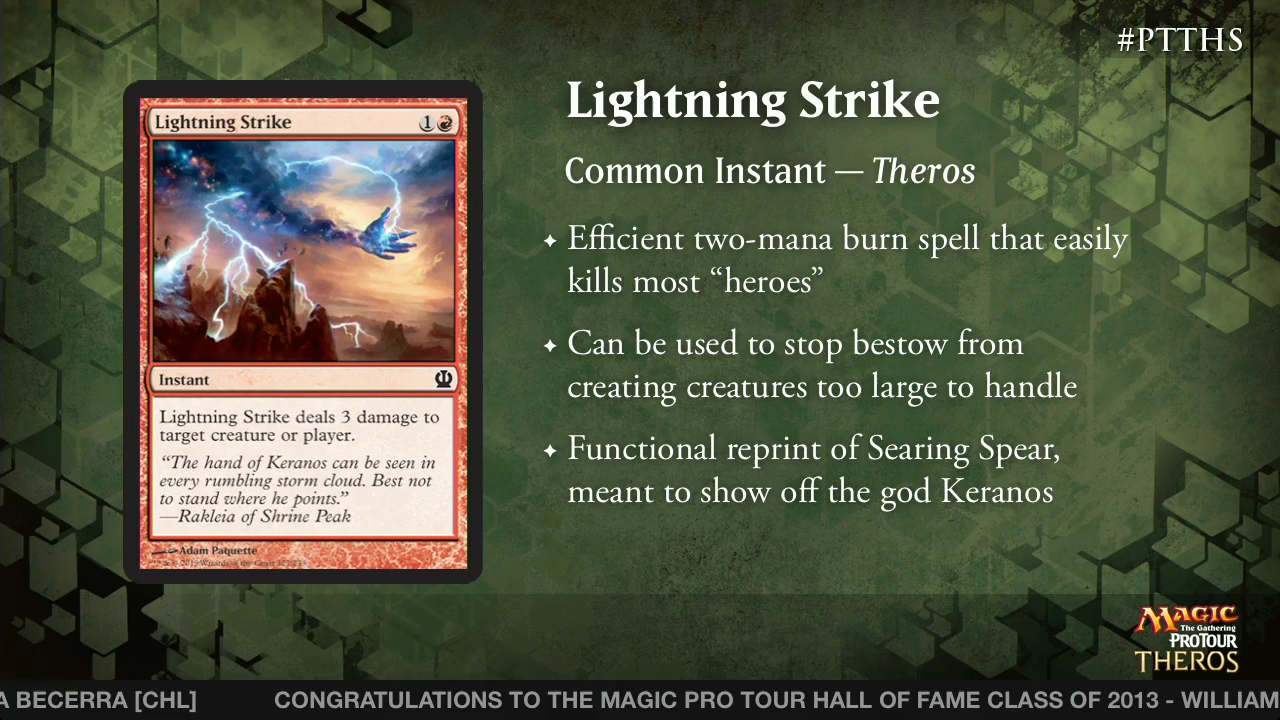 #PTTHS
Lightning Strike
1
Instant
Lightning Strike deals 3 damage to
target creature or player.
“The hand of Keranos can be seen in
every rumbling storm cloud. Best not
to stand where he points.”
—Rakleia of Shrine Peak
Adam Paquette
Lightning Strike
Common Instant — Theros
✦ Efficient two-mana burn spell that easily
kills most “heroes”
✦ Can be used to stop bestow from
creating creatures too large to handle
✦ Functional reprint of Searing Spear,
meant to show off the god Keranos
MAGIC
The Gathering
PRO TOUR
THEROS
A BECERRA [CHL] CONGRATULATIONS TO THE MAGIC PRO TOUR HALL OF FAME CLASS OF 2013 - WILLIAM